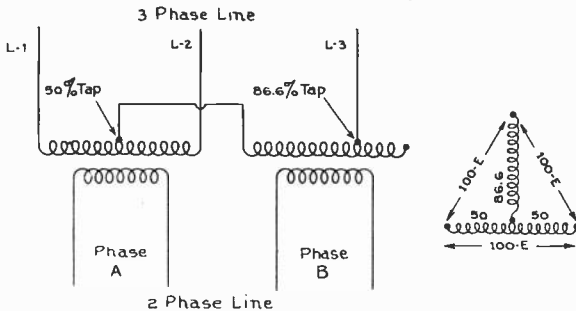 3 Phase Line
L-1
L-2
L-3
50% Tap
86.6% Tap
Phase
A
Phase
B
2 Phase Line
100-E
100-E
86.6
50
50
100-E